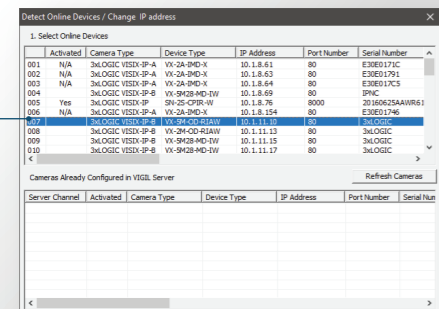 Detect Online Devices / Change IP address
1. Select Online Devices
Activated Camera Type Device Type IP Address Port Number Serial Number
001 N/A 3xLOGIC VISIX-IP-A VX-2A-IMD-X 10.1.8.61 80 E30E0171C
002 N/A 3xLOGIC VISIX-IP-A VX-2A-IMD-X 10.1.8.63 80 E30E01791
003 N/A 3xLOGIC VISIX-IP-A VX-2A-IMD-X 10.1.8.64 80 E30E017C5
004 3xLOGIC VISIX-IP-B VX-5M28-MD-IW 10.1.8.69 80 IPNC
005 Yes 3xLOGIC VISIX-IP SN-2S-CPIR-W 10.1.8.76 8000 20160625AAWR61
006 N/A 3xLOGIC VISIX-IP-A VX-2A-IMD-X 10.1.8.154 80 E30E01746
007 3xLOGIC VISIX-IP-B VX-5M-OD-RIAW 10.1.11.10 80 3xLOGIC
008 3xLOGIC VISIX-IP-B VX-2M-OD-RIAW 10.1.11.13 80 3xLOGIC
009 3xLOGIC VISIX-IP-B VX-5M28-MD-IW 10.1.11.15 80 3xLOGIC
010 3xLOGIC VISIX-IP-B VX-5M28-MD-IW 10.1.11.17 80 3xLOGIC
Cameras Already Configured in VIGIL Server Refresh Cameras
Server Channel Activated Camera Type Device Type IP Address Port Number Serial Num